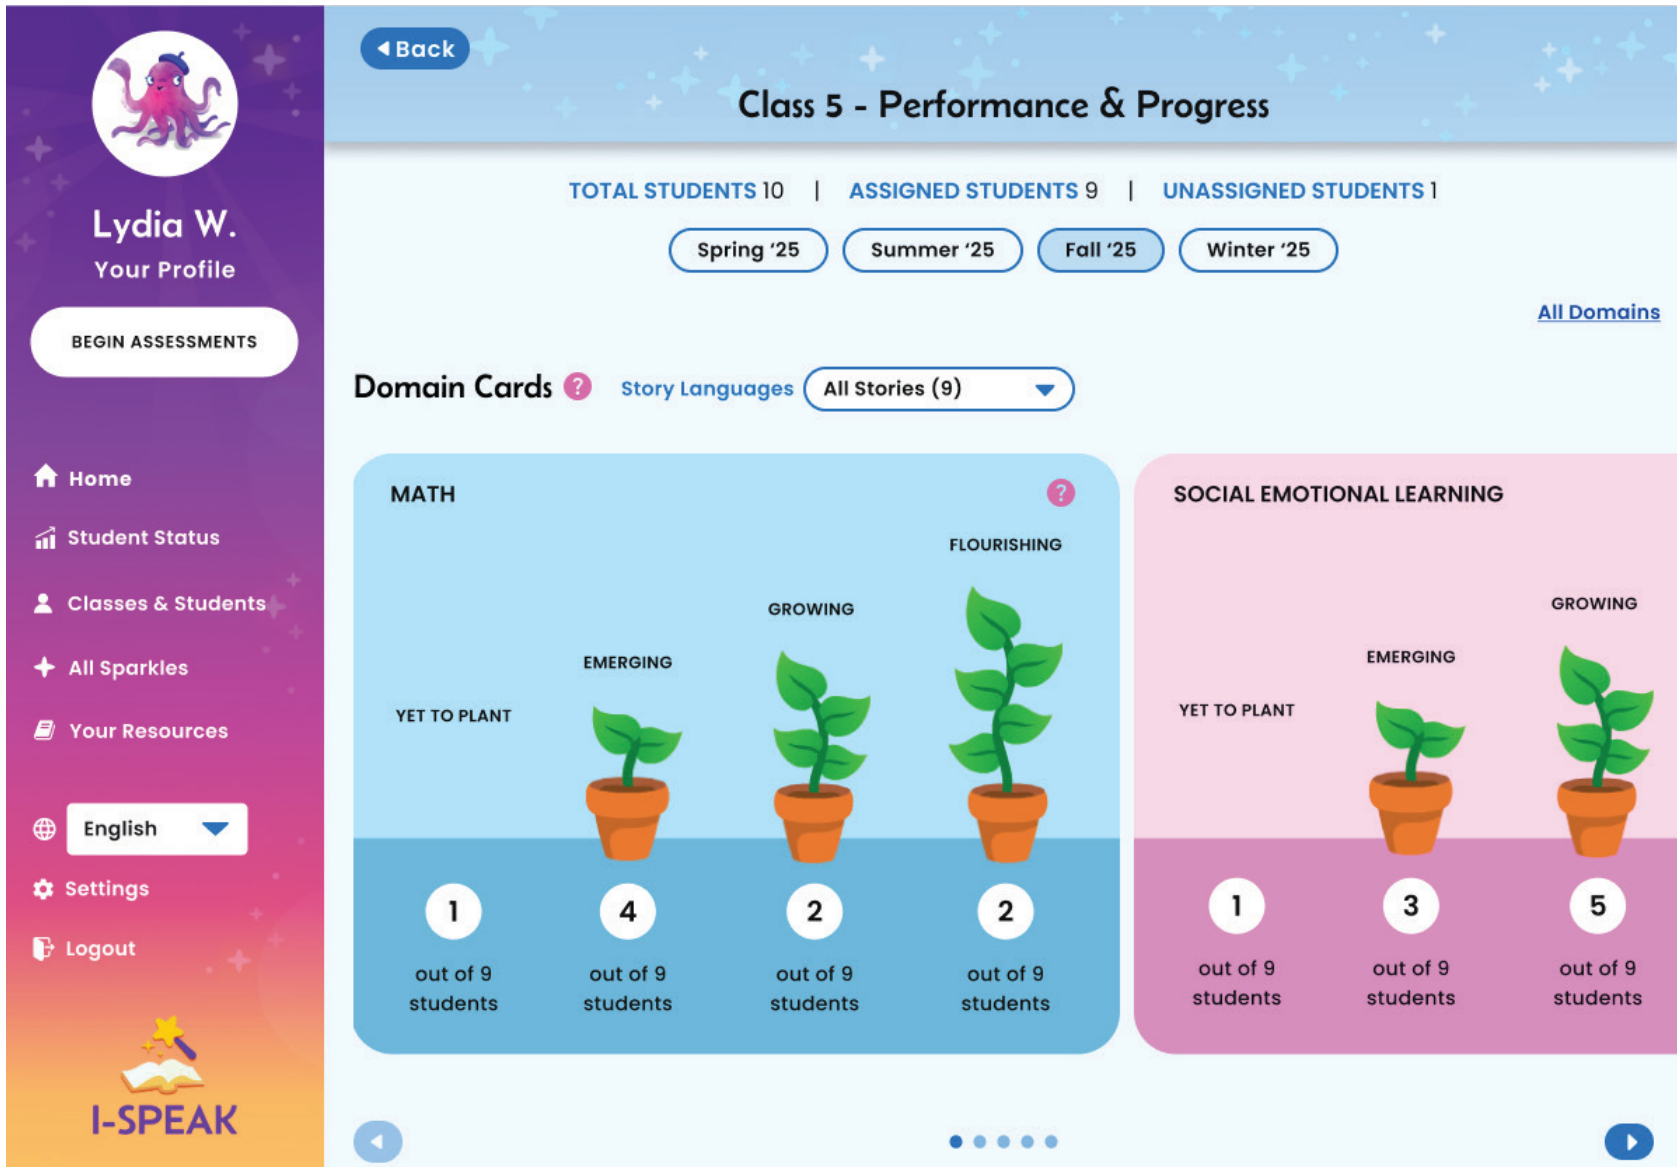 Lydia W.
Your Profile
BEGIN ASSESSMENTS
Home
Student Status
Classes & Students
All Sparkles
Your Resources
English
Settings
Logout
I-SPEAK
Back
Class 5 - Performance & Progress
TOTAL STUDENTS 10 | ASSIGNED STUDENTS 9 | UNASSIGNED STUDENTS 1
Spring ‘25 Summer ‘25 Fall ‘25 Winter ‘25
All Domains
Domain Cards ? Story Languages All Stories (9)
MATH ?
YET TO PLANT
EMERGING
GROWING
FLOURISHING
1 4 2 2
out of 9 out of 9 out of 9 out of 9
students students students students
SOCIAL EMOTIONAL LEARNING
YET TO PLANT
EMERGING
GROWING
1 3 5
out of 9 out of 9 out of 9
students students students